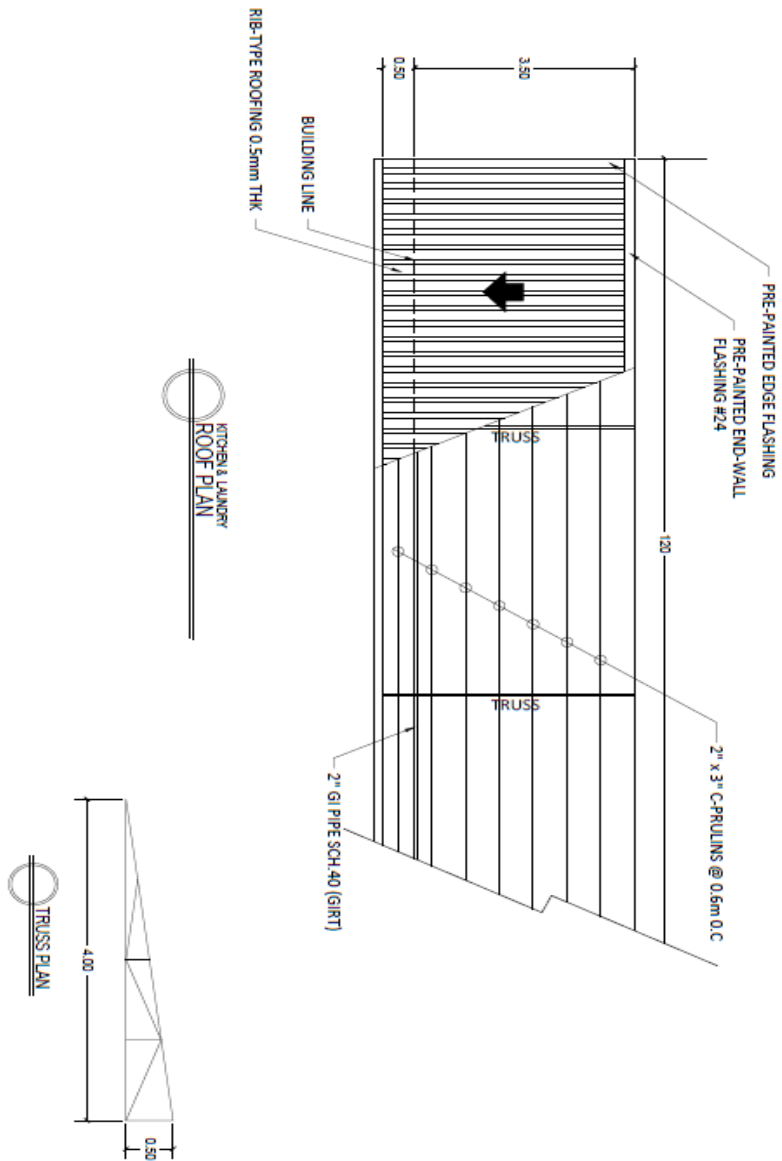 PRE-PAINTED EDGE FLASHING
PRE-PAINTED END-WALL
FLASHING #24
120
3.50
0.50
BUILDING LINE
RIB-TYPE ROOFING 0.5mm THK
TRUSS
TRUSS
2" x 3" C-PRULINS @ 0.6m O.C
2" GI PIPE SCH.40 (GIRT)
KITCHEN & LAUNDRY
ROOF PLAN
4.00
0.50
TRUSS PLAN